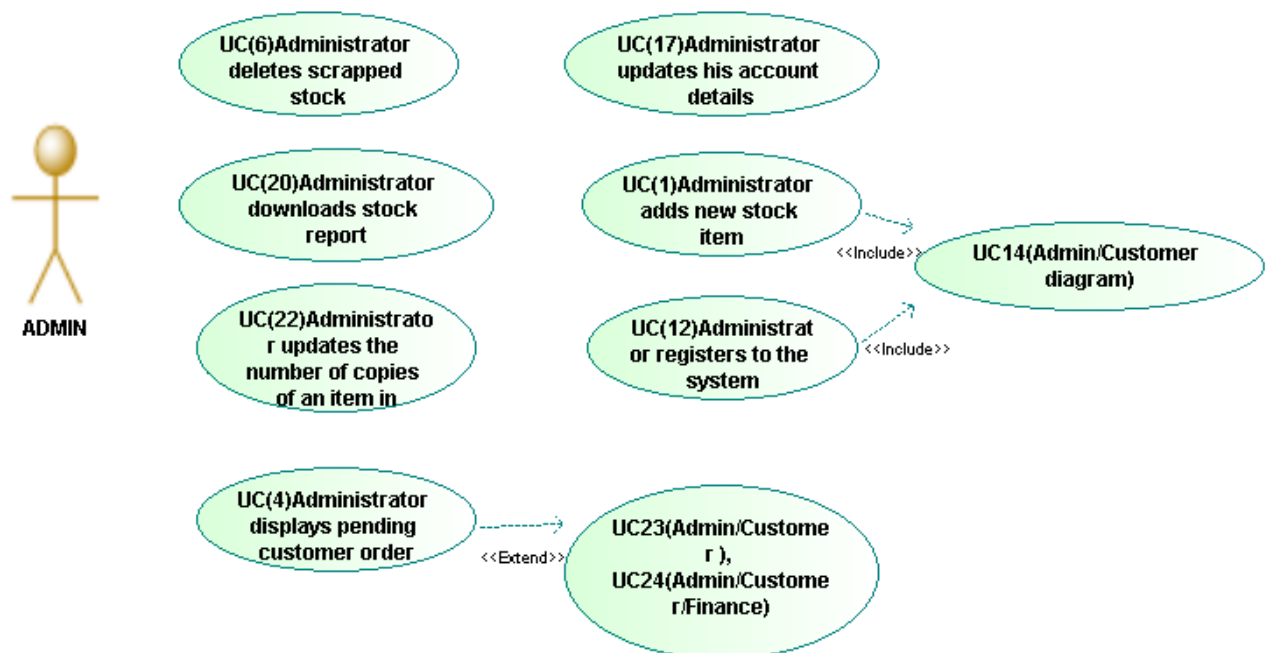 UC(6)Administrator
deletes scrapped
stock
UC(17)Administrator
updates his account
details
ADMIN
UC(20)Administrator
downloads stock
report
UC(1)Administrator
adds new stock
item
<<Include>>
UC14(Admin/Customer
diagram)
UC(22)Administrato
r updates the
number of copies
of an item in
UC(12)Administrat
or registers to the
system
<<Include>>
UC(4)Administrator
displays pending
customer order
<<Extend>>
UC23(Admin/Custome
r ),
UC24(Admin/Custome
r/Finance)